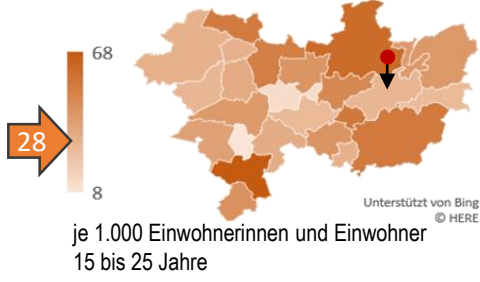 68
28
8
Unterstützt von Bing
© HERE
je 1.000 Einwohnerinnen und Einwohner
15 bis 25 Jahre